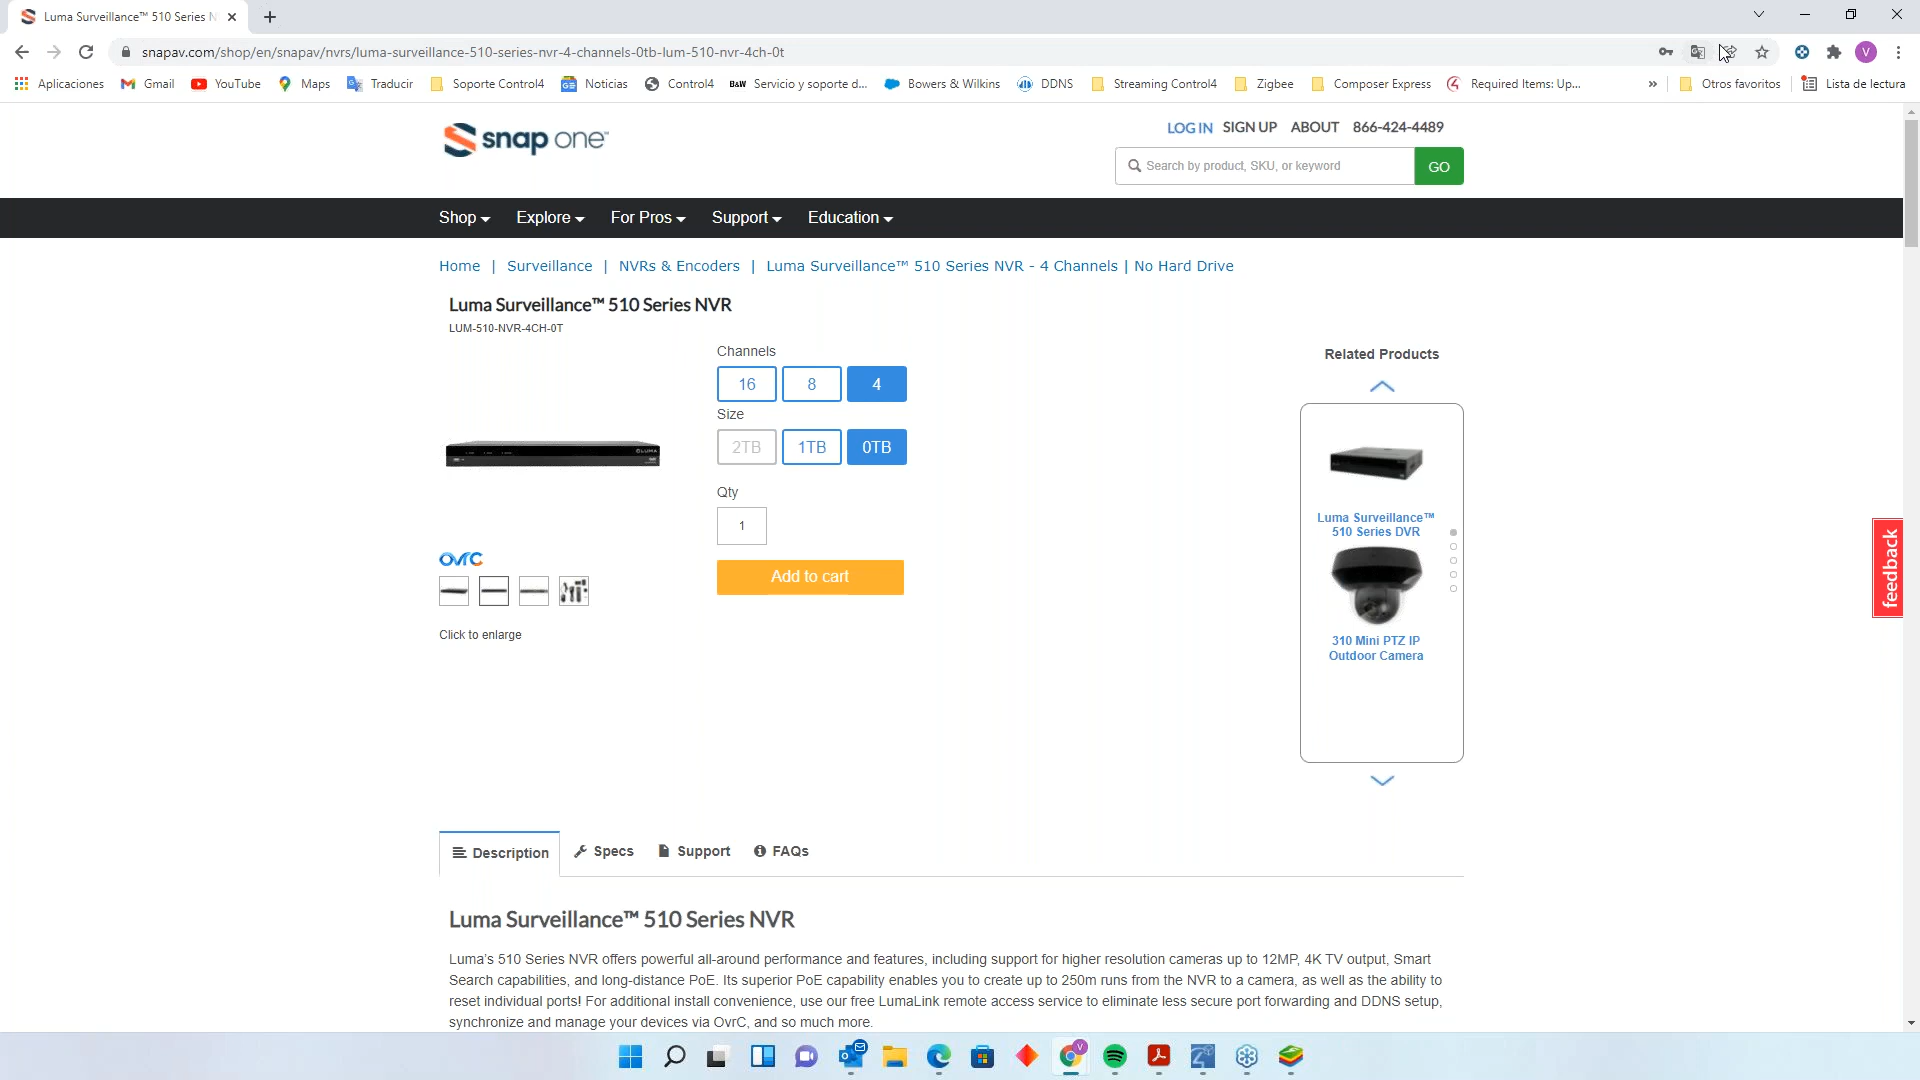 Luma Surveillance™ 510 Series N
snapav.com/shop/en/snapav/nvrs/luma-surveillance-510-series-nvr-4-channels-0tb-lum-510-nvr-4ch-0t
V
Aplicaciones Gmail YouTube Maps Traducir Soporte Control4 Noticias Control4 B&W Servicio y soporte d... Bowers & Wilkins DDNS Streaming Control4 Zigbee Composer Express Required Items: Up... » Otros favoritos Lista de lectura
snap one™
LOG IN SIGN UP ABOUT 866-424-4489
Search by product, SKU, or keyword GO
Shop Explore For Pros Support Education
Home | Surveillance | NVRs & Encoders | Luma Surveillance™ 510 Series NVR - 4 Channels | No Hard Drive
Luma Surveillance™ 510 Series NVR
LUM-510-NVR-4CH-0T
Channels
16 8 4
Size
2TB 1TB 0TB
Qty
1
Add to cart
LUMA
OvrC
Click to enlarge
Related Products
Luma Surveillance™
510 Series DVR
310 Mini PTZ IP
Outdoor Camera
feedback
Description Specs Support FAQs
Luma Surveillance™ 510 Series NVR
Luma's 510 Series NVR offers powerful all-around performance and features, including support for higher resolution cameras up to 12MP, 4K TV output, Smart
Search capabilities, and long-distance PoE. Its superior PoE capability enables you to create up to 250m runs from the NVR to a camera, as well as the ability to
reset individual ports! For additional install convenience, use our free LumaLink remote access service to eliminate less secure port forwarding and DDNS setup,
synchronize and manage your devices via OvrC, and so much more.